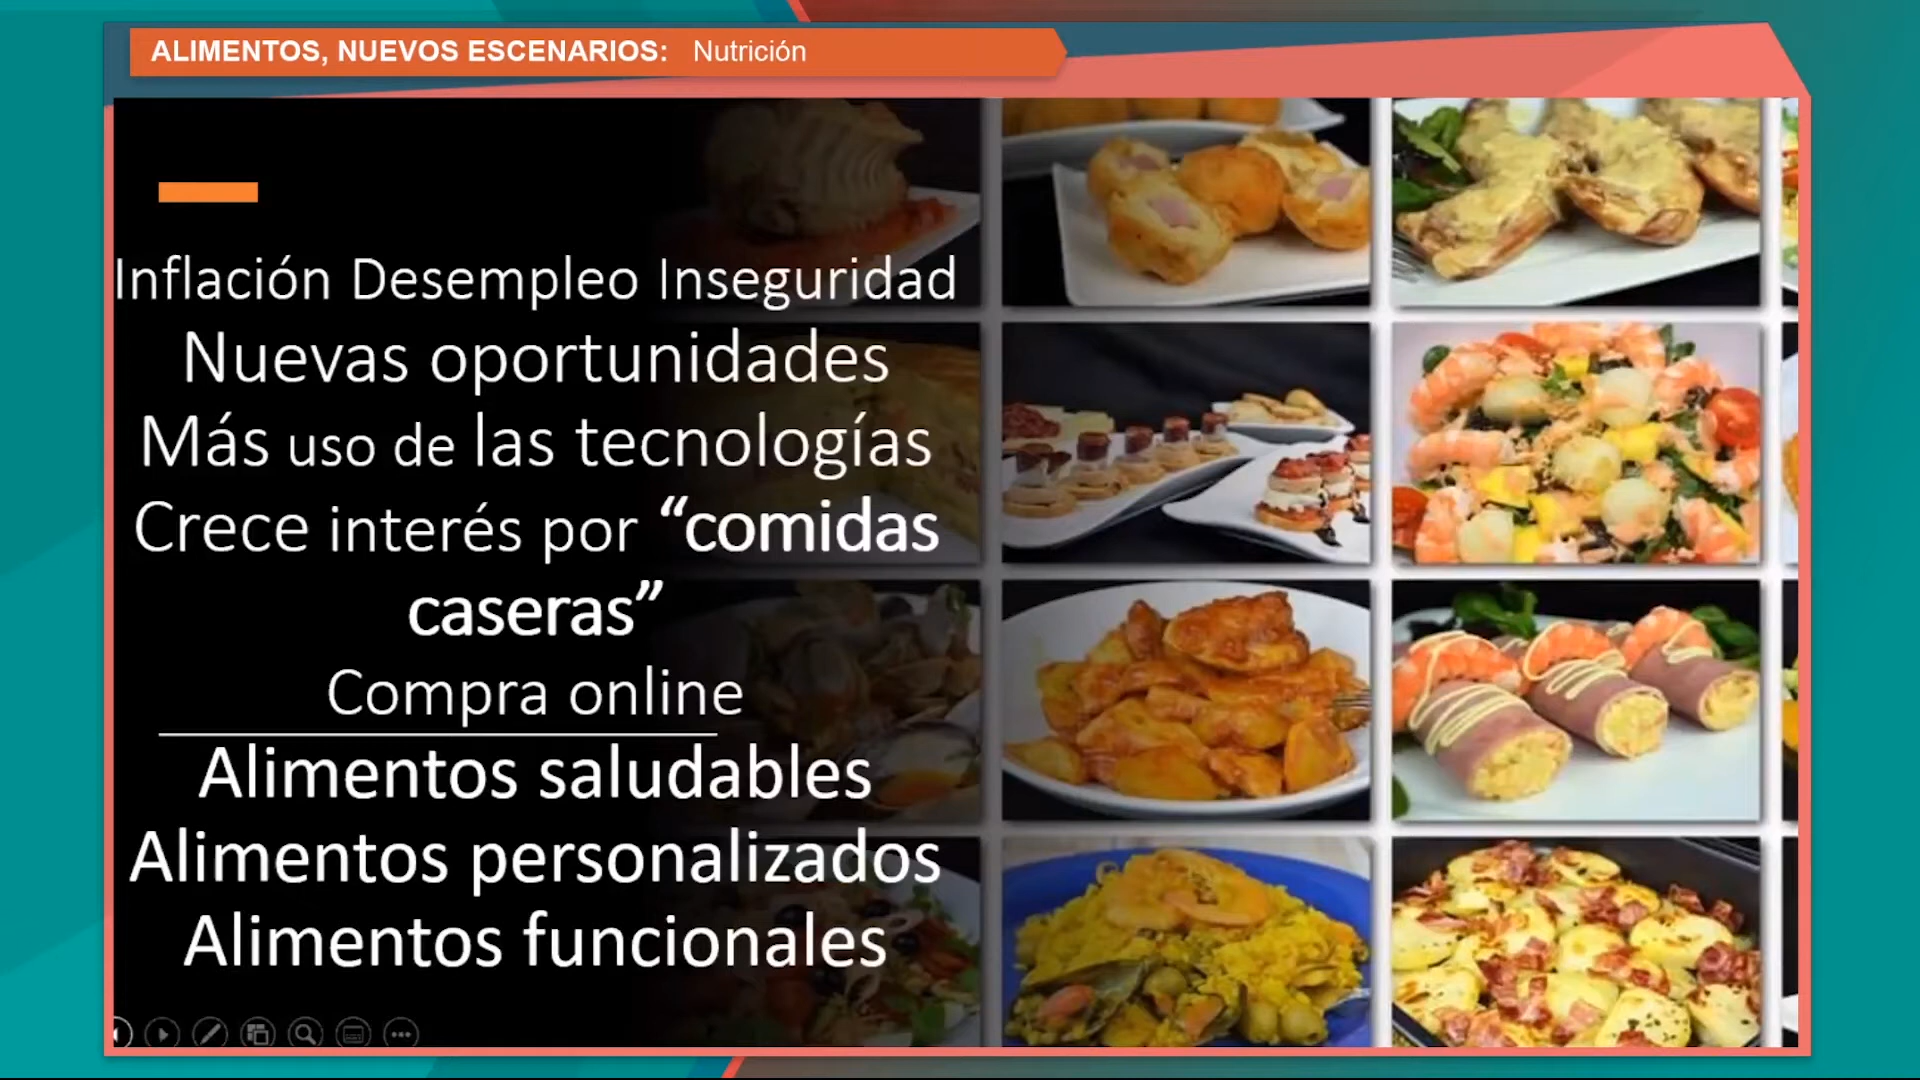 ALIMENTOS, NUEVOS ESCENARIOS: Nutrición
Inflación Desempleo Inseguridad
Nuevas oportunidades
Más uso de las tecnologías
Crece interés por “comidas
caseras”
Compra online
Alimentos saludables
Alimentos personalizados
Alimentos funcionales